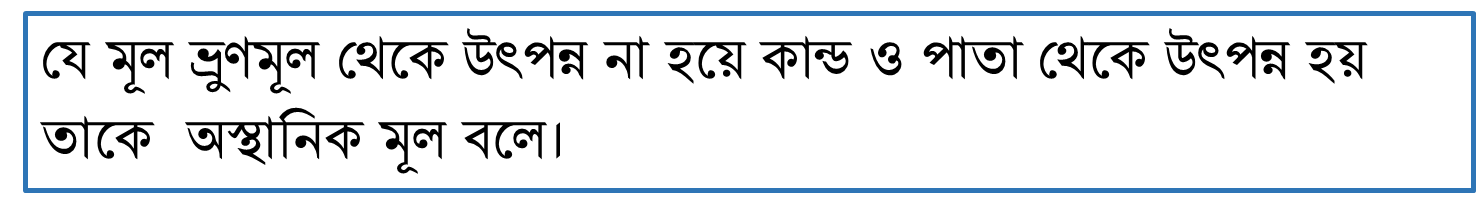 যে মূল ভ্রুণমূল থেকে উৎপন্ন না হয়ে কান্ড ও পাতা থেকে উৎপন্ন হয়
তাকে অস্থানিক মূল বলে।